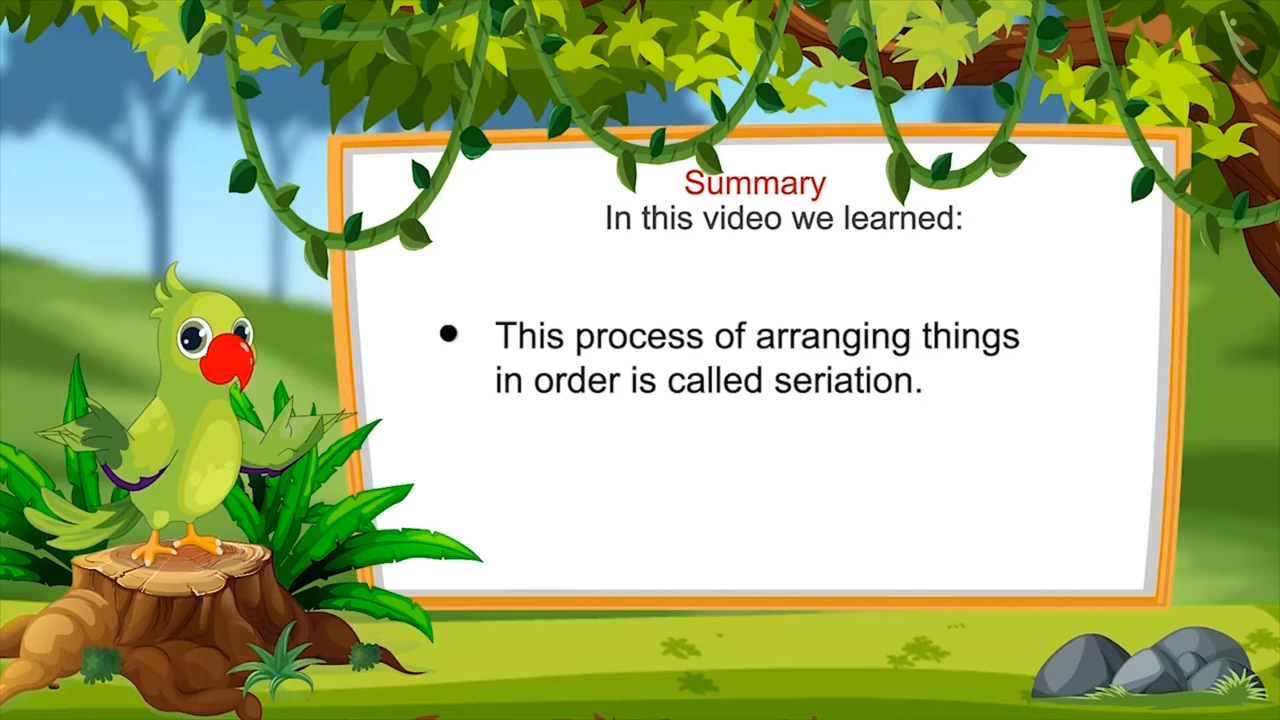 Summary
In this video we learned:
● This process of arranging things
in order is called seriation.